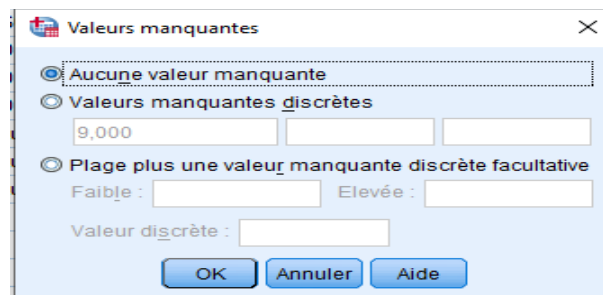 Valeurs manquantes
Aucune valeur manquante
Valeurs manquantes discrètes
9,000
Plage plus une valeur manquante discrète facultative
Faible : Elevée :
Valeur discrète :
OK Annuler Aide